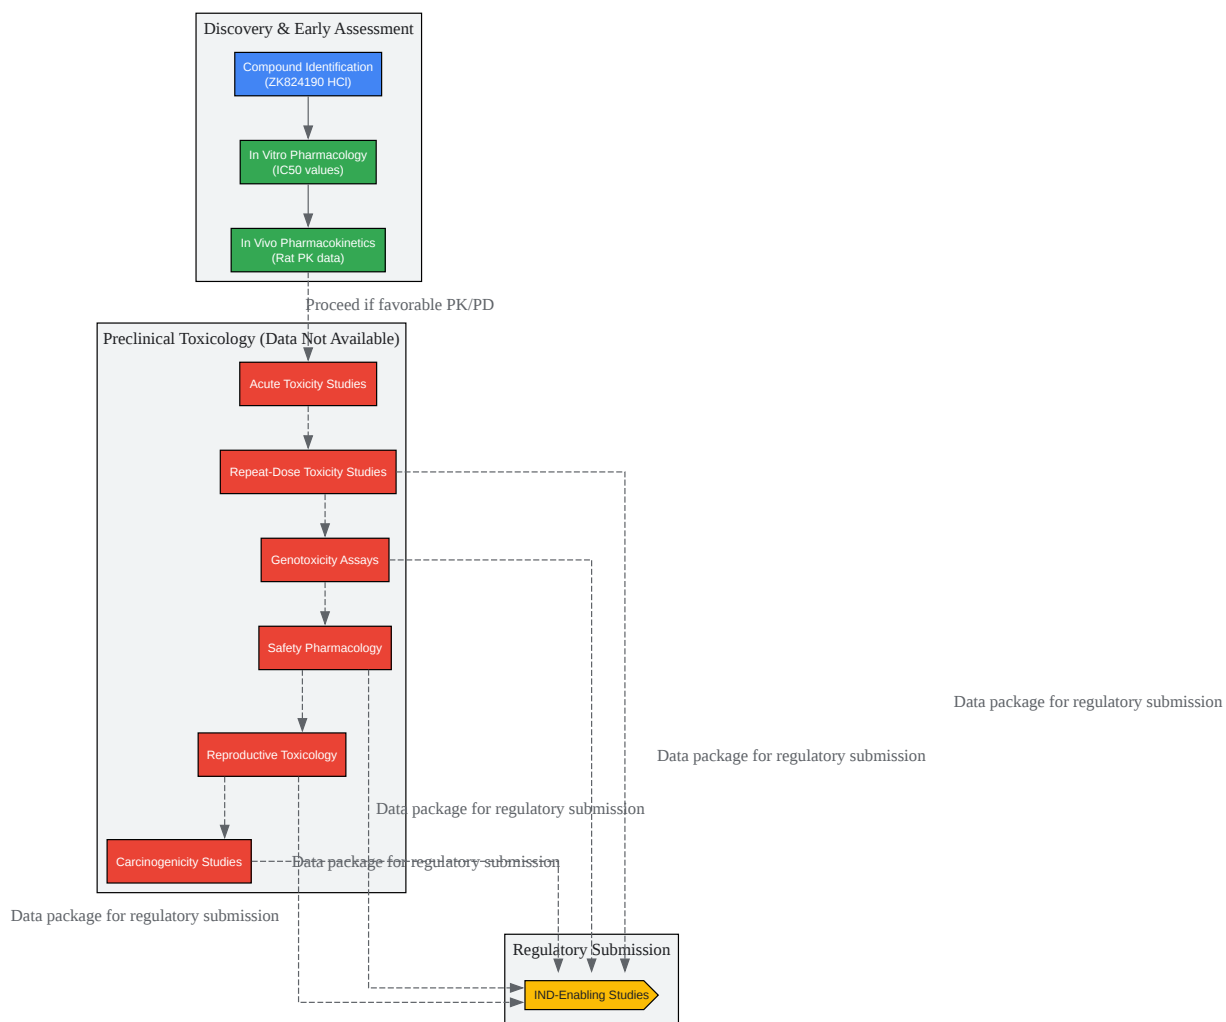 Discovery & Early Assessment
Compound Identification
(ZK824190 HCl)
In Vitro Pharmacology
(IC50 values)
In Vivo Pharmacokinetics
(Rat PK data)
Proceed if favorable PK/PD
Preclinical Toxicology (Data Not Available)
Acute Toxicity Studies
Repeat-Dose Toxicity Studies
Genotoxicity Assays
Safety Pharmacology
Data package for regulatory submission
Reproductive Toxicology
Data package for regulatory submission
Data package for regulatory submission
Carcinogenicity Studies
Data package for regulatory submission
Data package for regulatory submission
Regulatory Submission
IND-Enabling Studies